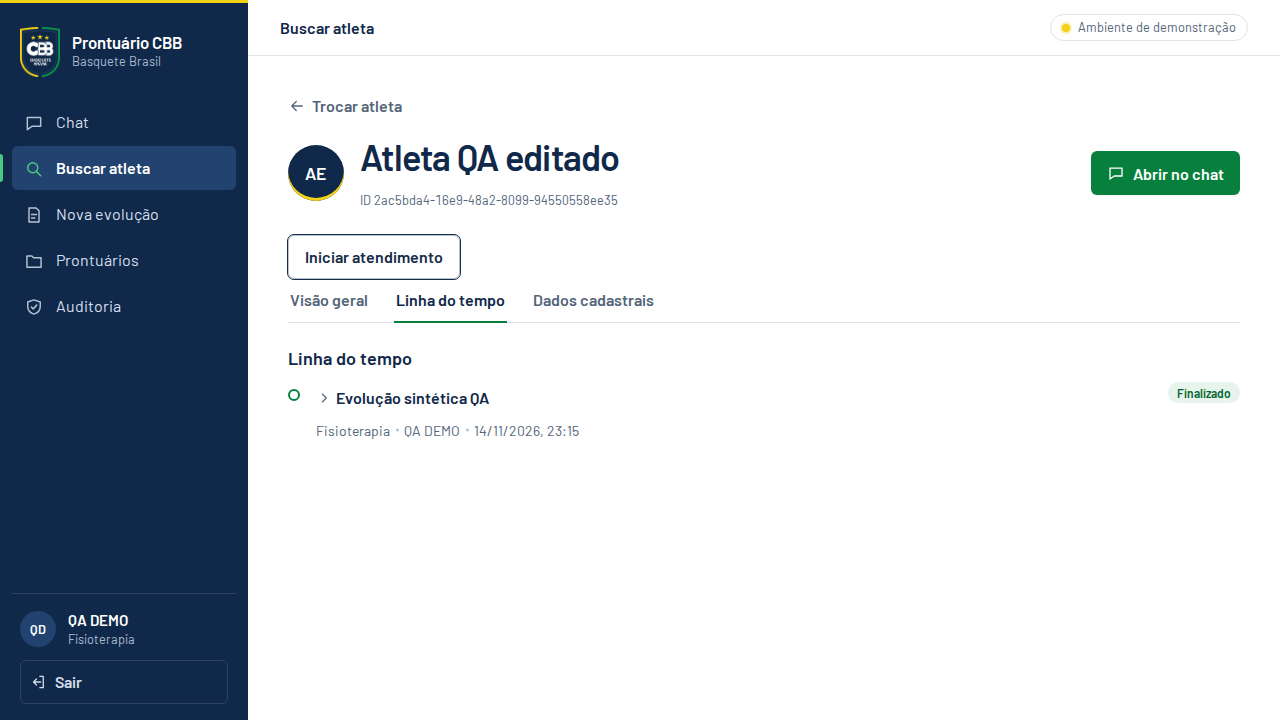 CBB
Prontuário CBB
Basquete Brasil
Chat
Buscar atleta
Nova evolução
Prontuários
Auditoria
QD
QA DEMO
Fisioterapia
Sair
Buscar atleta
Ambiente de demonstração
Trocar atleta
AE
Atleta QA editado
ID 2ac5bda4-16e9-48a2-8099-94550558ee35
Abrir no chat
Iniciar atendimento
Visão geral
Linha do tempo
Dados cadastrais
Linha do tempo
Evolução sintética QA
Finalizado
Fisioterapia • QA DEMO • 14/11/2026, 23:15